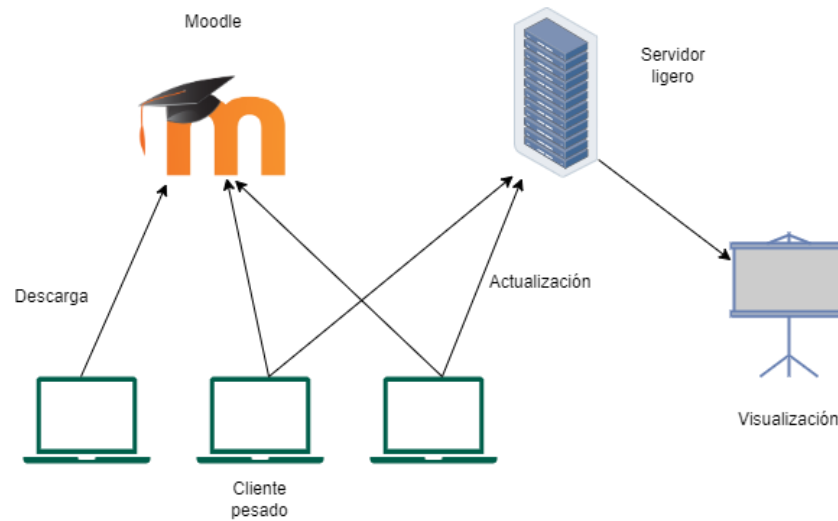 Moodle
Servidor
ligero
m
Descarga
Actualización
Visualización
Cliente
pesado